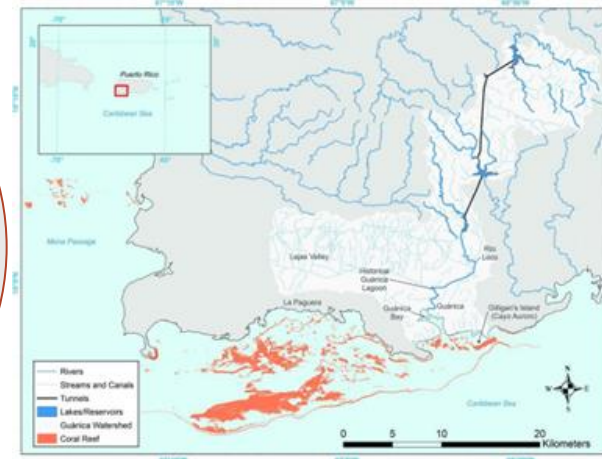 Puerto Rico
Caribbean Sea
Mona Passage
Lajas Valley
Historical
Guánica
Lagoon
Río
Loco
La Parguera
Guánica
Bay
Guánica
Gilligan's Island
(Cayo Aurora)
Rivers
Streams and Canals
Tunnels
Lakes/Reservoirs
Guánica Watershed
Coral Reef
N
W
E
S
Caribbean Sea
0 5 10 20
Kilometers